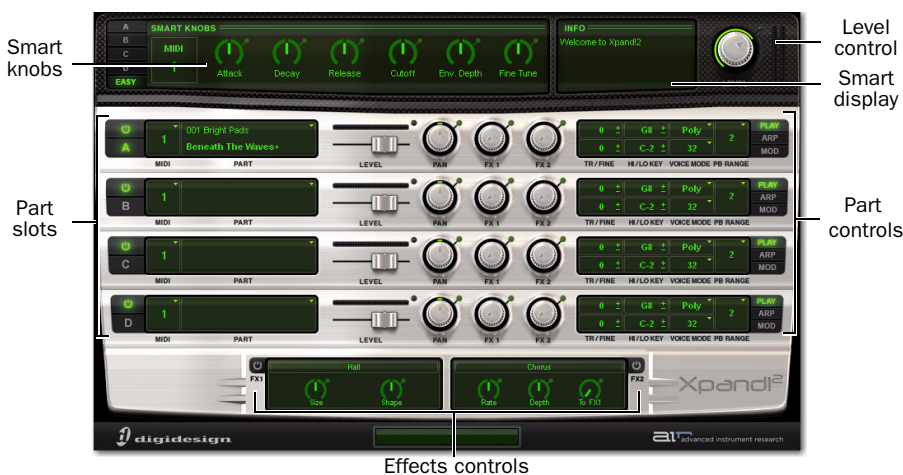 Smart
knobs
Level
control
Smart
display
Part
slots
Part
controls
Effects controls
A
B
C
D
EASY
SMART KNOBS
MIDI
1
Attack
Decay
Release
Cutoff
Env. Depth
Fine Tune
INFO
Welcome to Xpand!2
A
1
001 Bright Pads
Beneath The Waves+
0 ± G8 ± Poly 2
0 ± C-2 ± 32
PLAY
ARP
MOD
MIDI PART LEVEL PAN FX 1 FX 2 TR / FINE HI / LO KEY VOICE MODE PB RANGE
B
1
0 ± G8 ± Poly 2
0 ± C-2 ± 32
PLAY
ARP
MOD
MIDI PART LEVEL PAN FX 1 FX 2 TR / FINE HI / LO KEY VOICE MODE PB RANGE
C
1
0 ± G8 ± Poly 2
0 ± C-2 ± 32
PLAY
ARP
MOD
MIDI PART LEVEL PAN FX 1 FX 2 TR / FINE HI / LO KEY VOICE MODE PB RANGE
D
1
0 ± G8 ± Poly 2
0 ± C-2 ± 32
PLAY
ARP
MOD
MIDI PART LEVEL PAN FX 1 FX 2 TR / FINE HI / LO KEY VOICE MODE PB RANGE
FX1
Hall
Size
Shape
Chorus
Rate
Depth
To FX1
FX2
Xpand!²
digidesign
air advanced instrument research